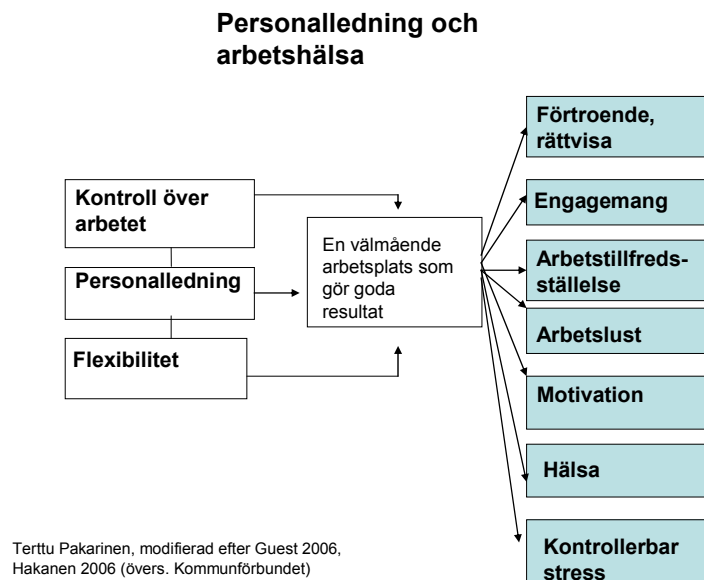 Personalledning och
arbetshälsa
Kontroll över
arbetet
Personalledning
Flexibilitet
En välmående
arbetsplats som
gör goda
resultat
Förtroende,
rättvisa
Engagemang
Arbetstillfreds-
ställelse
Arbetslust
Motivation
Hälsa
Kontrollerbar
stress
Terttu Pakarinen, modifierad efter Guest 2006,
Hakanen 2006 (övers. Kommunförbundet)